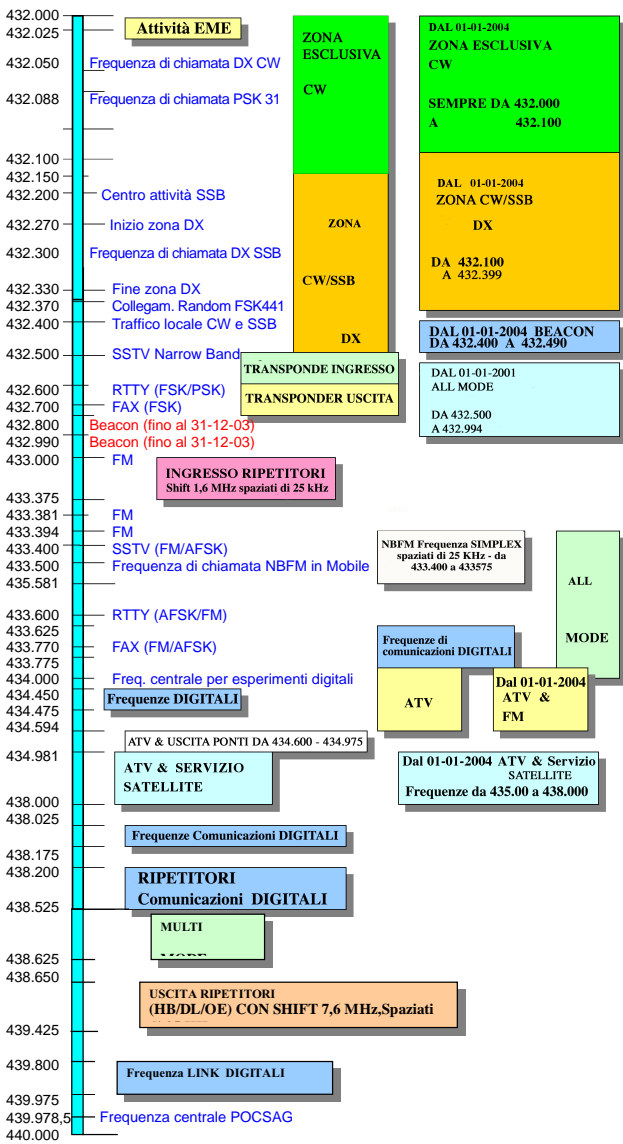 432.000
432.025
Attività EME
432.050
Frequenza di chiamata DX CW
432.088
Frequenza di chiamata PSK 31
432.100
432.150
432.200
Centro attività SSB
432.270
Inizio zona DX
432.300
Frequenza di chiamata DX SSB
432.330
Fine zona DX
432.370
Collegam. Random FSK441
432.400
Traffico locale CW e SSB
432.500
SSTV Narrow Band
432.600
RTTY (FSK/PSK)
432.700
FAX (FSK)
432.800
Beacon (fino al 31-12-03)
432.990
Beacon (fino al 31-12-03)
433.000
FM
433.375
433.381
FM
433.394
FM
433.400
SSTV (FM/AFSK)
433.500
Frequenza di chiamata NBFM in Mobile
435.581
433.600
RTTY (AFSK/FM)
433.625
433.770
FAX (FM/AFSK)
433.775
434.000
Freq. centrale per esperimenti digitali
434.450
Frequenze DIGITALI
434.475
434.594
434.981
438.000
438.025
438.175
438.200
438.525
438.625
438.650
439.425
439.800
439.975
439.978,5
Frequenza centrale POCSAG
440.000
ZONA
ESCLUSIVA
CW
ZONA
CW/SSB
DX
TRANSPONDE INGRESSO
TRANSPONDER USCITA
DAL 01-01-2004
ZONA ESCLUSIVA
CW
SEMPRE DA 432.000
A 432.100
DAL 01-01-2004
ZONA CW/SSB
DX
DA 432.100
A 432.399
DAL 01-01-2004 BEACON
DA 432.400 A 432.490
DAL 01-01-2001
ALL MODE
DA 432.500
A 432.994
INGRESSO RIPETITORI
Shift 1,6 MHz spaziati di 25 kHz
NBFM Frequenza SIMPLEX
spaziati di 25 KHz - da
433.400 a 433575
ALL
MODE
Frequenze di
comunicazioni DIGITALI
ATV
Dal 01-01-2004
ATV &
FM
ATV & USCITA PONTI DA 434.600 - 434.975
ATV & SERVIZIO
SATELLITE
Dal 01-01-2004 ATV & Servizio
SATELLITE
Frequenze da 435.00 a 438.000
Frequenze Comunicazioni DIGITALI
RIPETITORI
Comunicazioni DIGITALI
MULTI
MODE
USCITA RIPETITORI
(HB/DL/OE) CON SHIFT 7,6 MHz,Spaziati
Frequenza LINK DIGITALI